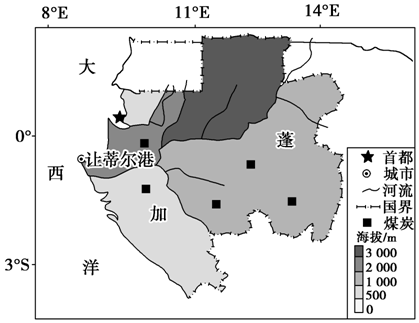 8°E 11°E 14°E
大
蓬
0°
让蒂尔港
西
加
3°S
洋
首都
城市
河流
国界
煤炭
海拔/m
3 000
2 000
1 000
500
0